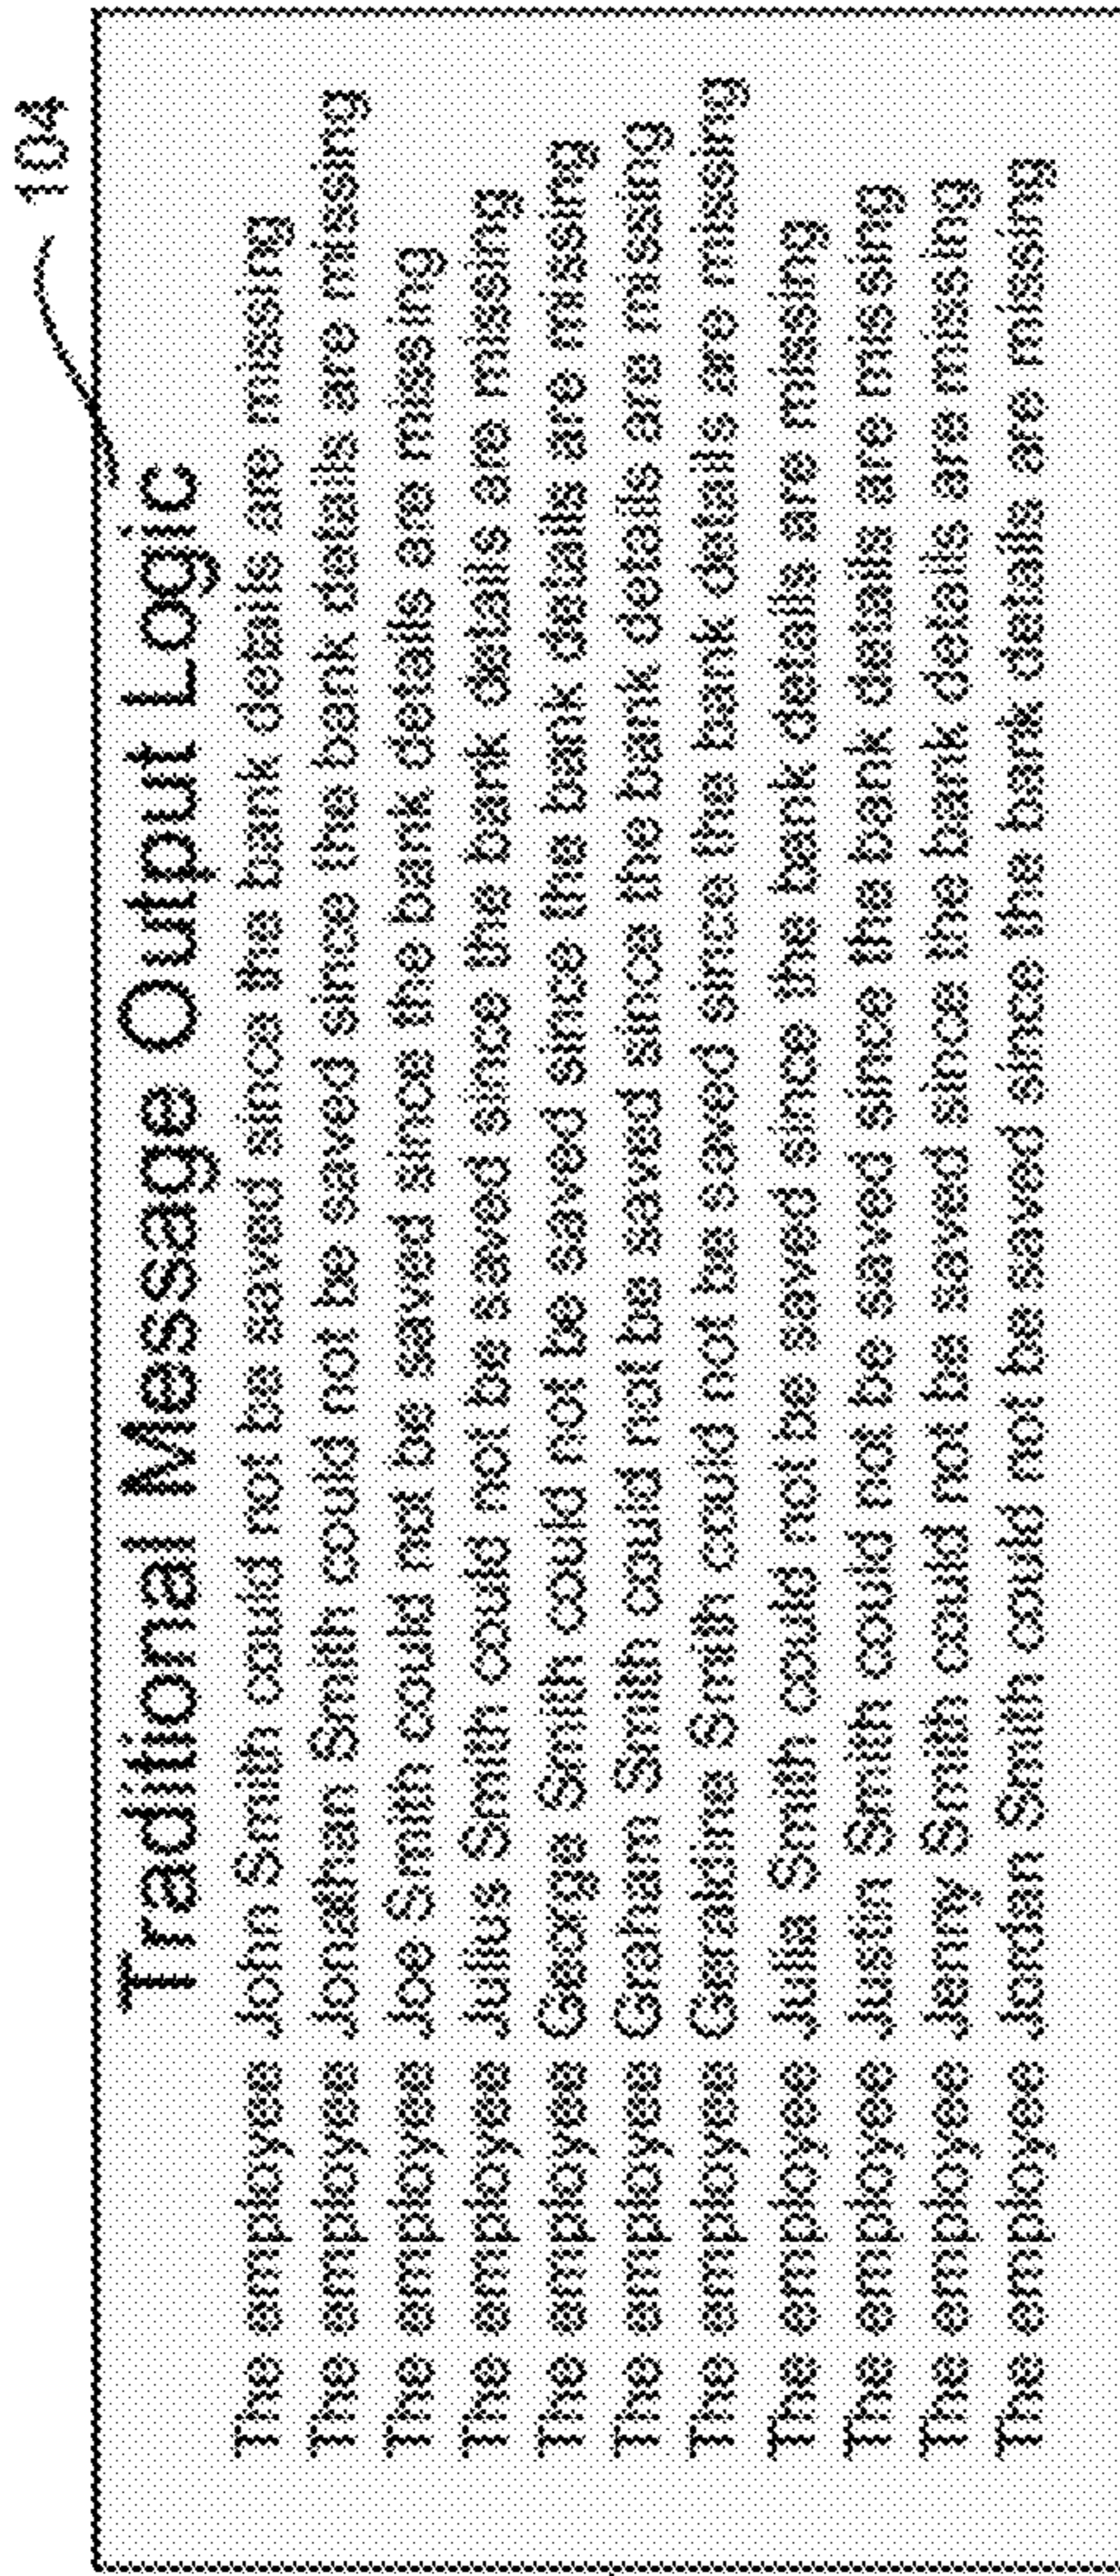 104
Traditional Message Output Logic
The employee John Smith could not be saved since the bank details are missing
The employee Jonathan Smith could not be saved since the bank details are missing
The employee Joe Smith could not be saved since the bank details are missing
The employee Julius Smith could not be saved since the bank details are missing
The employee George Smith could not be saved since the bank details are missing
The employee Graham Smith could not be saved since the bank details are missing
The employee Geraldine Smith could not be saved since the bank details are missing
The employee Julia Smith could not be saved since the bank details are missing
The employee Justin Smith could not be saved since the bank details are missing
The employee Jenny Smith could not be saved since the bank details are missing
The employee Jordan Smith could not be saved since the bank details are missing